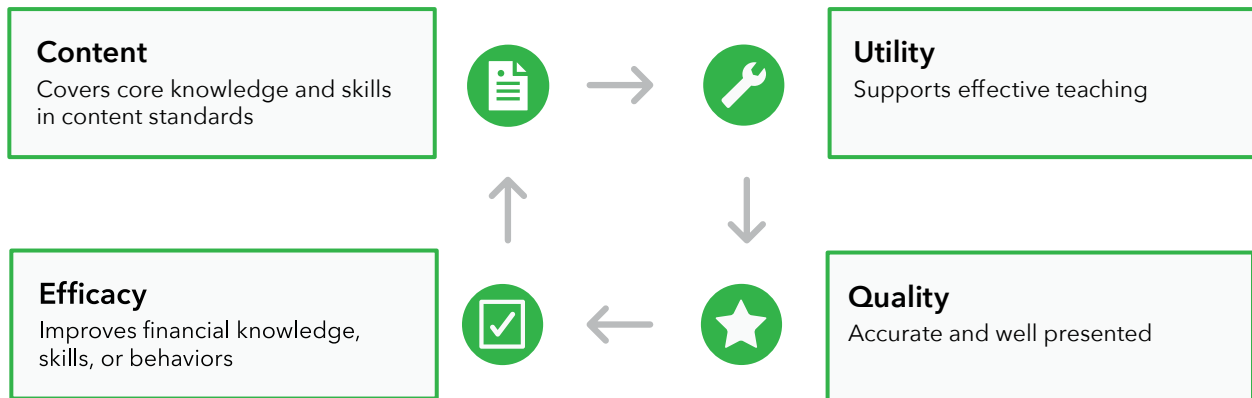 Content
Covers core knowledge and skills
in content standards
Utility
Supports effective teaching
Efficacy
Improves financial knowledge,
skills, or behaviors
Quality
Accurate and well presented